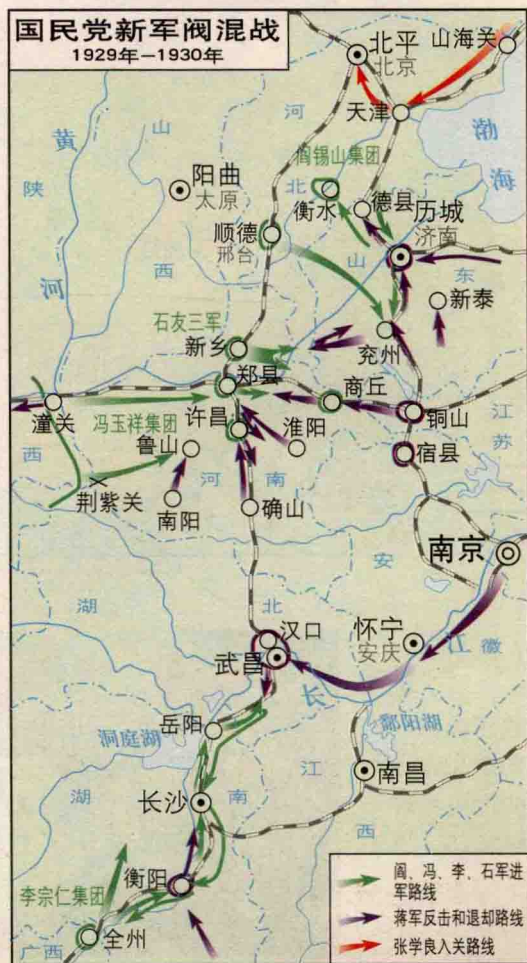 国民党新军阀混战
1929年—1930年
北平
北京
山海关
天津
渤海
黄河
山西
河北
陕西
阎锡山集团
阳曲
太原
衡水
德县
历城
济南
顺德
邢台
山东
新泰
石友三军
新乡
兖州
郑县
商丘
铜山
江苏
潼关
冯玉祥集团
许昌
淮阳
宿县
鲁山
河南
荆紫关
南阳
确山
南京
安徽
湖北
汉口
武昌
怀宁
安庆
长江
岳阳
洞庭湖
鄱阳湖
南昌
江西
湖南
长沙
衡阳
李宗仁集团
全州
广西
阎、冯、李、石军进
军路线
蒋军反击和退却路线
张学良入关路线